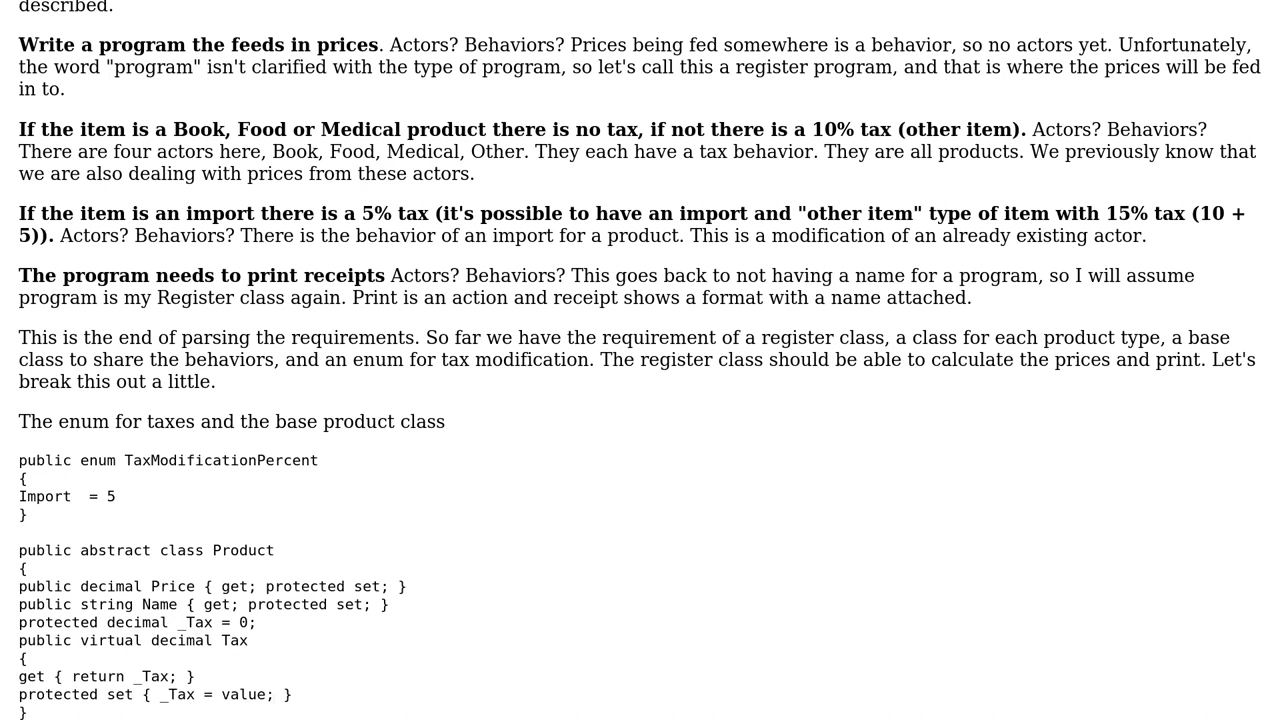 described.
Write a program the feeds in prices. Actors? Behaviors? Prices being fed somewhere is a behavior, so no actors yet. Unfortunately,
the word "program" isn't clarified with the type of program, so let's call this a register program, and that is where the prices will be fed
in to.
If the item is a Book, Food or Medical product there is no tax, if not there is a 10% tax (other item). Actors? Behaviors?
There are four actors here, Book, Food, Medical, Other. They each have a tax behavior. They are all products. We previously know that
we are also dealing with prices from these actors.
If the item is an import there is a 5% tax (it's possible to have an import and "other item" type of item with 15% tax (10 +
5)). Actors? Behaviors? There is the behavior of an import for a product. This is a modification of an already existing actor.
The program needs to print receipts Actors? Behaviors? This goes back to not having a name for a program, so I will assume
program is my Register class again. Print is an action and receipt shows a format with a name attached.
This is the end of parsing the requirements. So far we have the requirement of a register class, a class for each product type, a base
class to share the behaviors, and an enum for tax modification. The register class should be able to calculate the prices and print. Let's
break this out a little.
The enum for taxes and the base product class
public enum TaxModificationPercent
{
Import  = 5
}
public abstract class Product
{
public decimal Price { get; protected set; }
public string Name { get; protected set; }
protected decimal _Tax = 0;
public virtual decimal Tax
{
get { return _Tax; }
protected set { _Tax = value; }
}